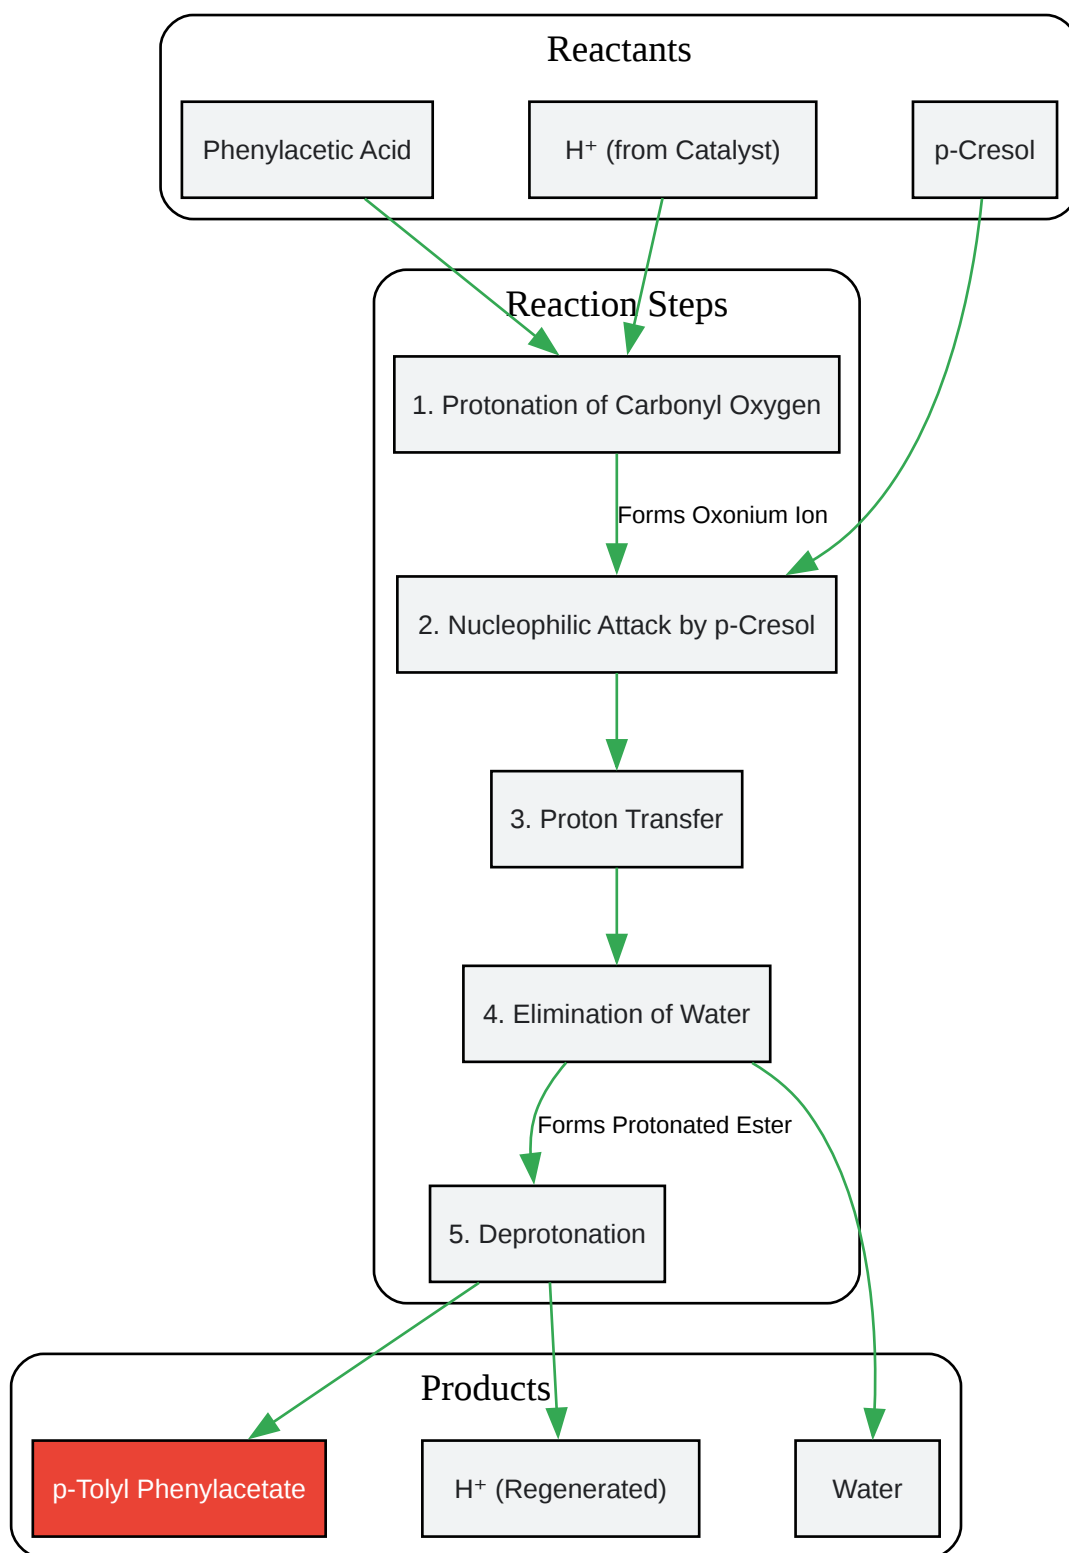 Reactants
Phenylacetic Acid
H⁺ (from Catalyst)
p-Cresol
Reaction Steps
1. Protonation of Carbonyl Oxygen
Forms Oxonium Ion
2. Nucleophilic Attack by p-Cresol
3. Proton Transfer
4. Elimination of Water
Forms Protonated Ester
5. Deprotonation
Products
p-Tolyl Phenylacetate
H⁺ (Regenerated)
Water